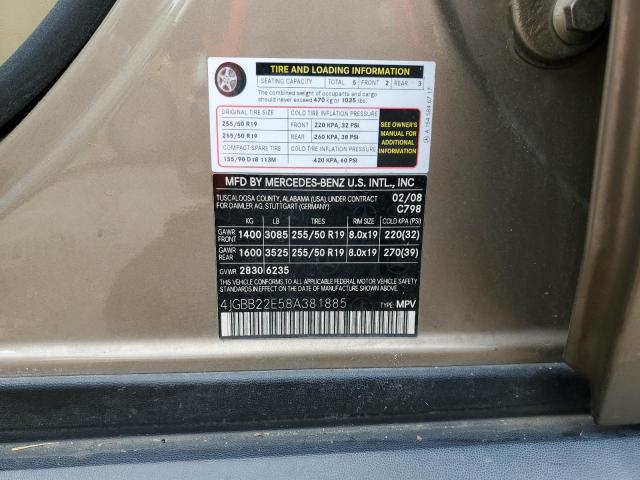 TIRE AND LOADING INFORMATION
SEATING CAPACITY TOTAL 5 FRONT 2 REAR 3
The combined weight of occupants and cargo
should never exceed 470 kg or 1035 lbs.
ORIGINAL TIRE SIZE COLD TIRE INFLATION PRESSURE
255/50 R19 FRONT 220 KPA, 32 PSI
255/50 R19 REAR 260 KPA, 38 PSI
COMPACT SPARE TIRE COLD TIRE INFLATION PRESSURE
155/90 D18 113M 420 KPA, 60 PSI
SEE OWNER'S
MANUAL FOR
ADDITIONAL
INFORMATION
A 164 584 67 17
MFD BY MERCEDES-BENZ U.S. INTL., INC
TUSCALOOSA COUNTY, ALABAMA (USA), UNDER CONTRACT 02/08
FOR DAIMLER AG, STUTTGART (GERMANY) C798
KG LB TIRES RIM SIZE COLD (PSI)
GAWR FRONT 1400 3085 255/50 R19 8.0x19 220(32)
GAWR REAR 1600 3525 255/50 R19 8.0x19 270(39)
GVWR 2830 6235
THIS VEHICLE CONFORMS TO ALL APPLICABLE FEDERAL MOTOR VEHICLE
SAFETY STANDARDS IN EFFECT ON THE DATE OF MANUFACTURE SHOWN ABOVE.
4JGBB22E58A381885
TYPE: MPV